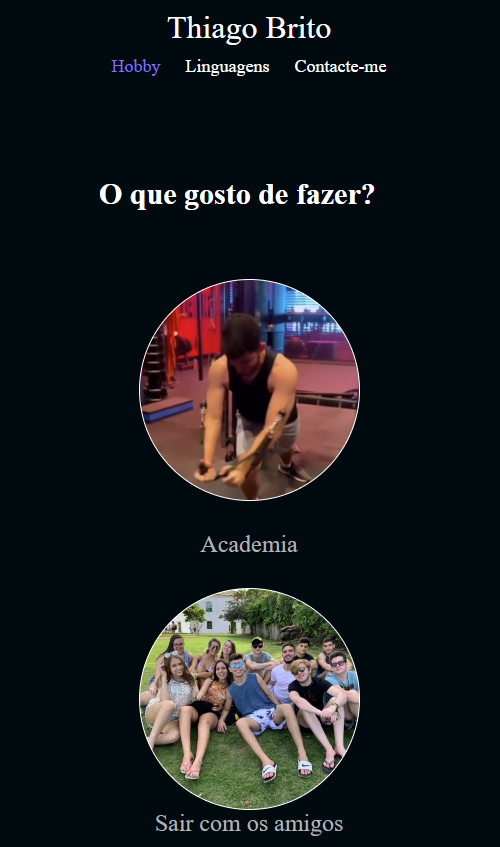 Thiago Brito
Hobby Linguagens Contacte-me
O que gosto de fazer?
Academia
Sair com os amigos